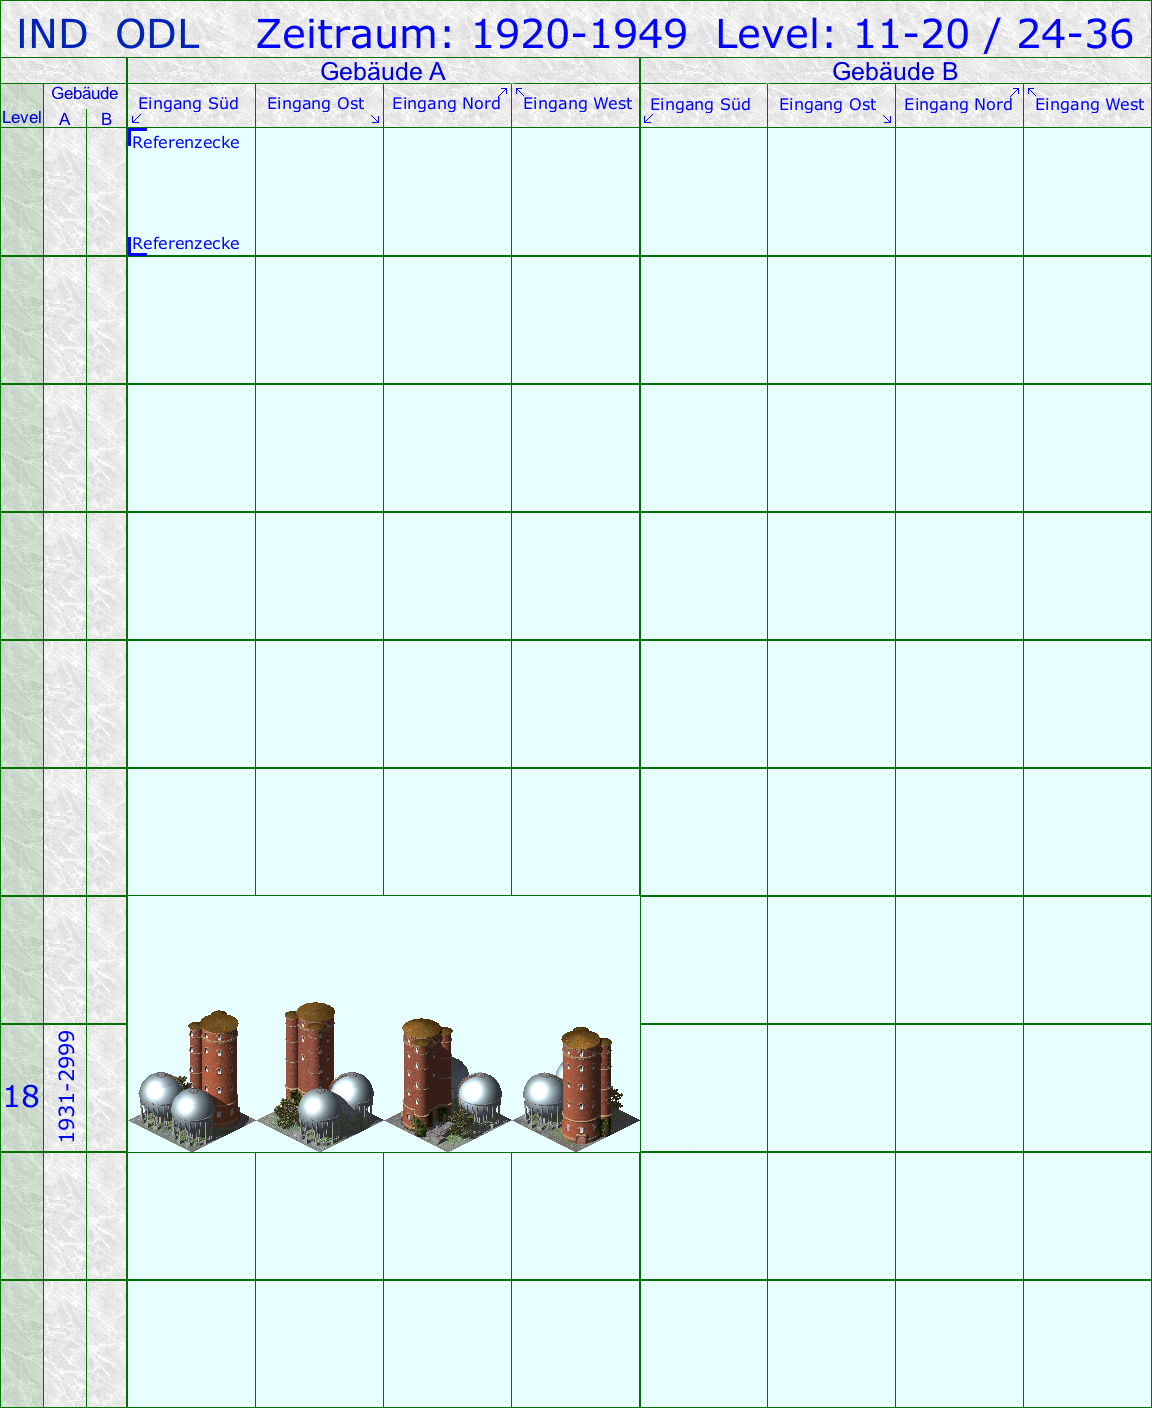 IND ODL Zeitraum: 1920-1949 Level: 11-20 / 24-36
Gebäude A Gebäude B
Level Gebäude A B
Eingang Süd Eingang Ost Eingang Nord Eingang West Eingang Süd Eingang Ost Eingang Nord Eingang West
Referenzecke
Referenzecke
18 1931-2999